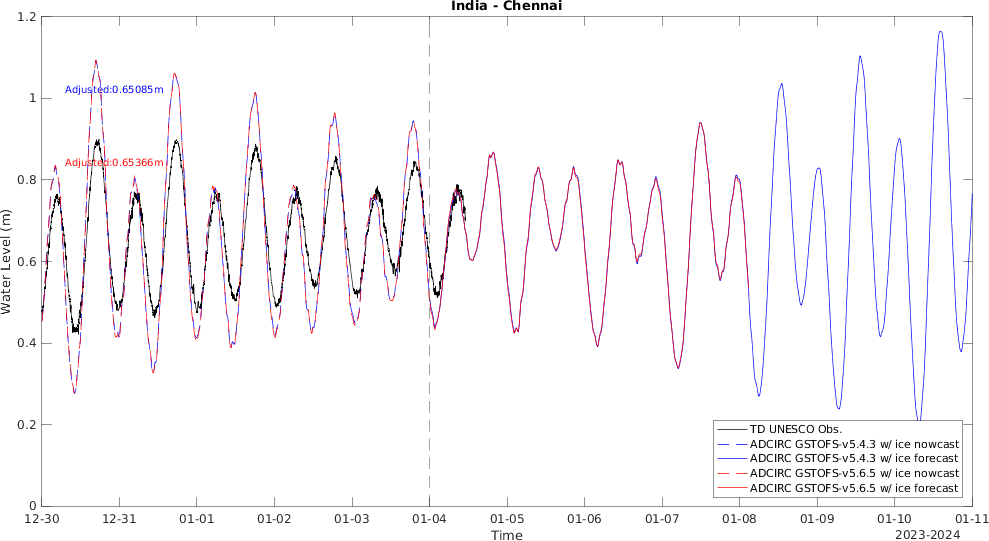 India - Chennai
1.2
1
0.8
0.6
0.4
0.2
0
Water Level (m)
Adjusted:0.65085m
Adjusted:0.65366m
TD UNESCO Obs.
ADCIRC GSTOFS-v5.4.3 w/ ice nowcast
ADCIRC GSTOFS-v5.4.3 w/ ice forecast
ADCIRC GSTOFS-v5.6.5 w/ ice nowcast
ADCIRC GSTOFS-v5.6.5 w/ ice forecast
12-30 12-31 01-01 01-02 01-03 01-04 01-05 01-06 01-07 01-08 01-09 01-10 01-11
Time
2023-2024